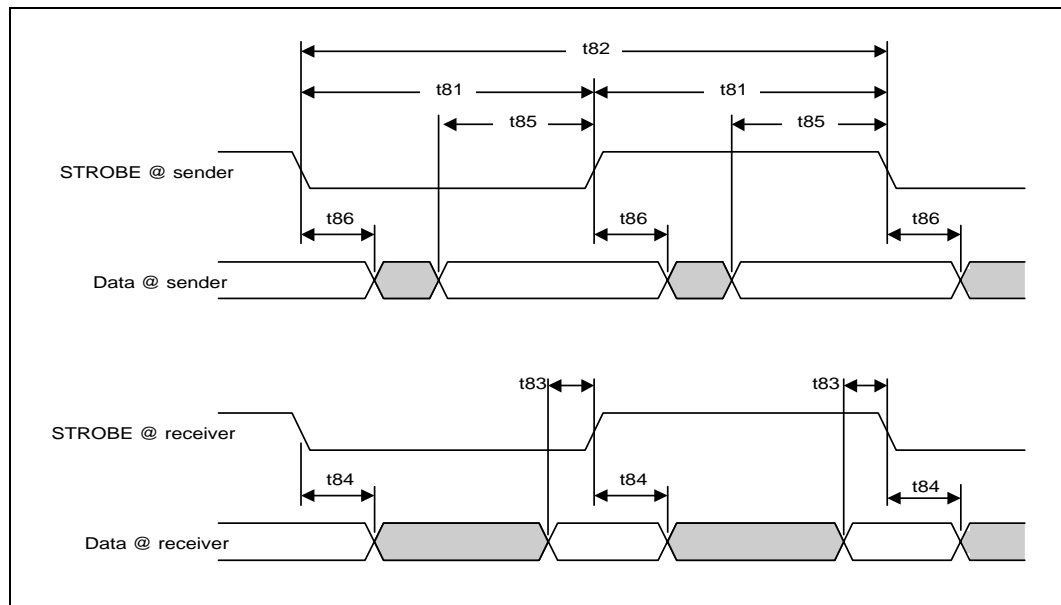 t82
t81 t81
t85 t85
STROBE @ sender
t86 t86 t86
Data @ sender
t83 t83
STROBE @ receiver
t84 t84 t84
Data @ receiver